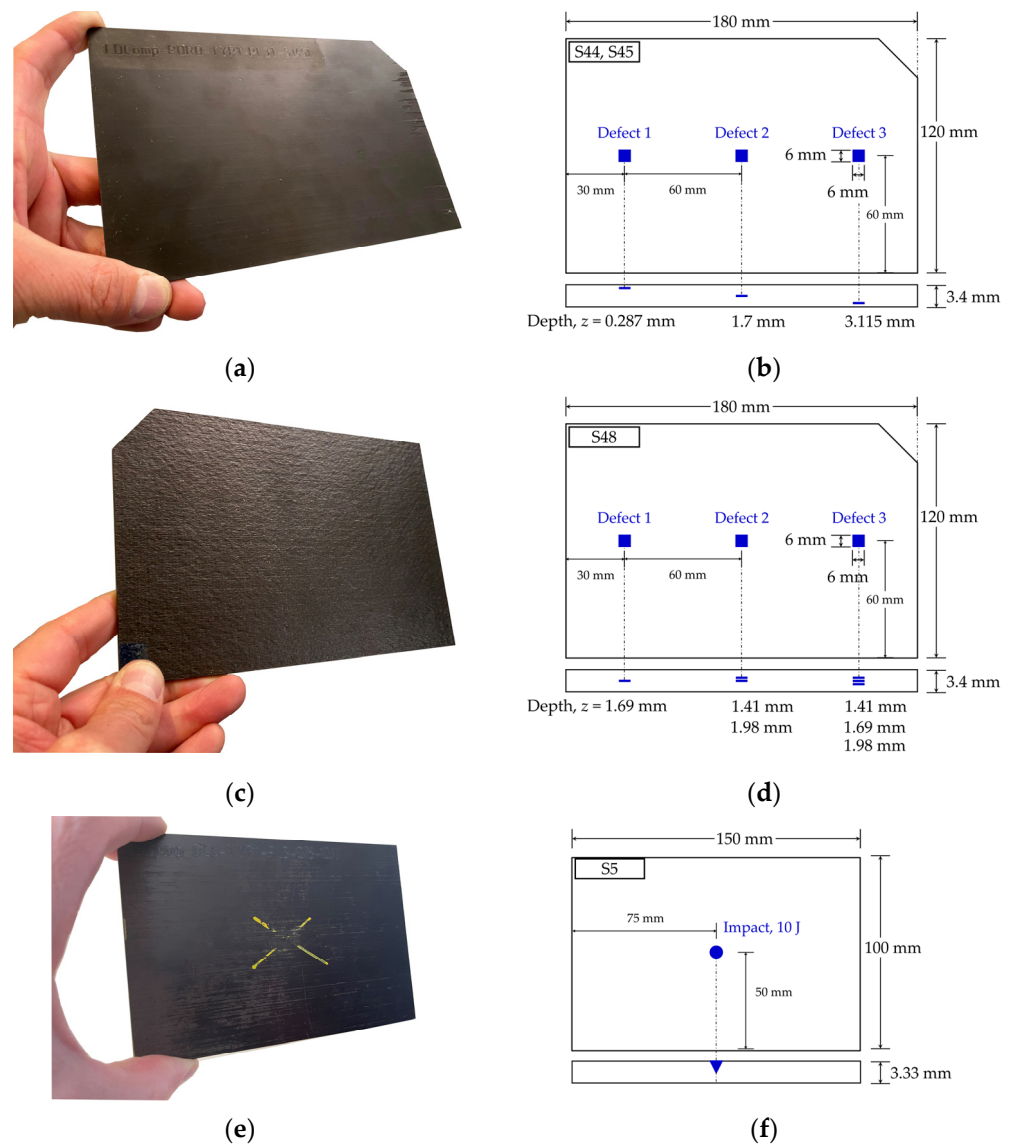 180 mm
S44, S45
Defect 1 Defect 2 Defect 3
120 mm
6 mm
6 mm
30 mm 60 mm
60 mm
3.4 mm
Depth, z = 0.287 mm 1.7 mm 3.115 mm
(a) (b)
180 mm
S48
Defect 1 Defect 2 Defect 3
120 mm
6 mm
6 mm
30 mm 60 mm
60 mm
3.4 mm
Depth, z = 1.69 mm 1.41 mm 1.41 mm
1.98 mm 1.69 mm
1.98 mm
(c) (d)
150 mm
S5
75 mm
Impact, 10 J
100 mm
50 mm
3.33 mm
(e) (f)